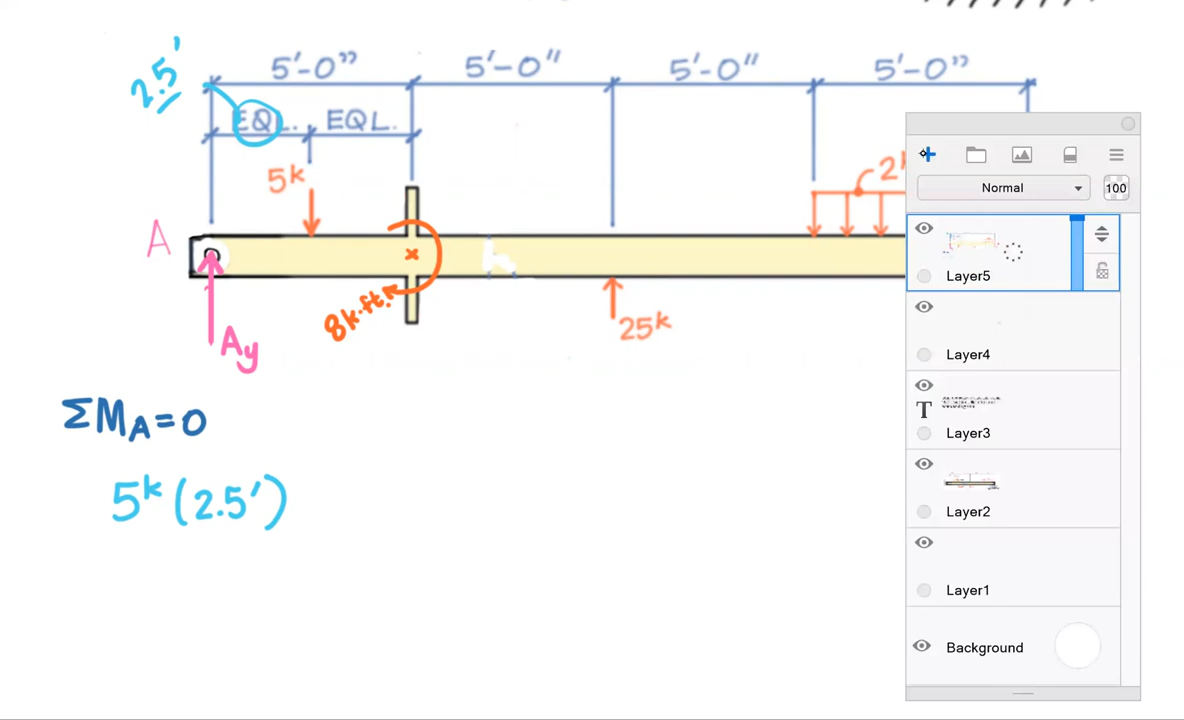 2.5'
5'-0" 5'-0" 5'-0" 5'-0"
EQL. EQL.
5k
2k
A
8k·ft.
25k
Ay
ΣMA=0
5k(2.5')
Normal
100
Layer5
Layer4
T
Layer3
Layer2
Layer1
Background